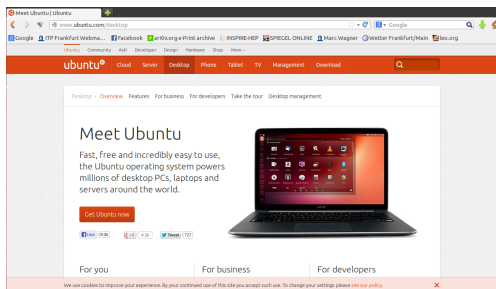 Meet Ubuntu | Ubuntu
www.ubuntu.com/desktop
Google
Google ITP Frankfurt Webma... Facebook arXiv.org e-Print archive INSPIRE-HEP SPIEGEL ONLINE Marc Wagner Wetter Frankfurt/Main leo.org
Ubuntu Community Ask! Developer Design Hardware Shop More
ubuntu Cloud Server Desktop Phone Tablet TV Management Download
Desktop › Overview Features For business For developers Take the tour Desktop management
Meet Ubuntu
Fast, free and incredibly easy to use,
the Ubuntu operating system powers
millions of desktop PCs, laptops and
servers around the world.
Get Ubuntu now
Like +1 4.1k Tweet 727
For you For business For developers
We use cookies to improve your experience. By your continued use of this site you accept such use. To change your settings please see our policy.